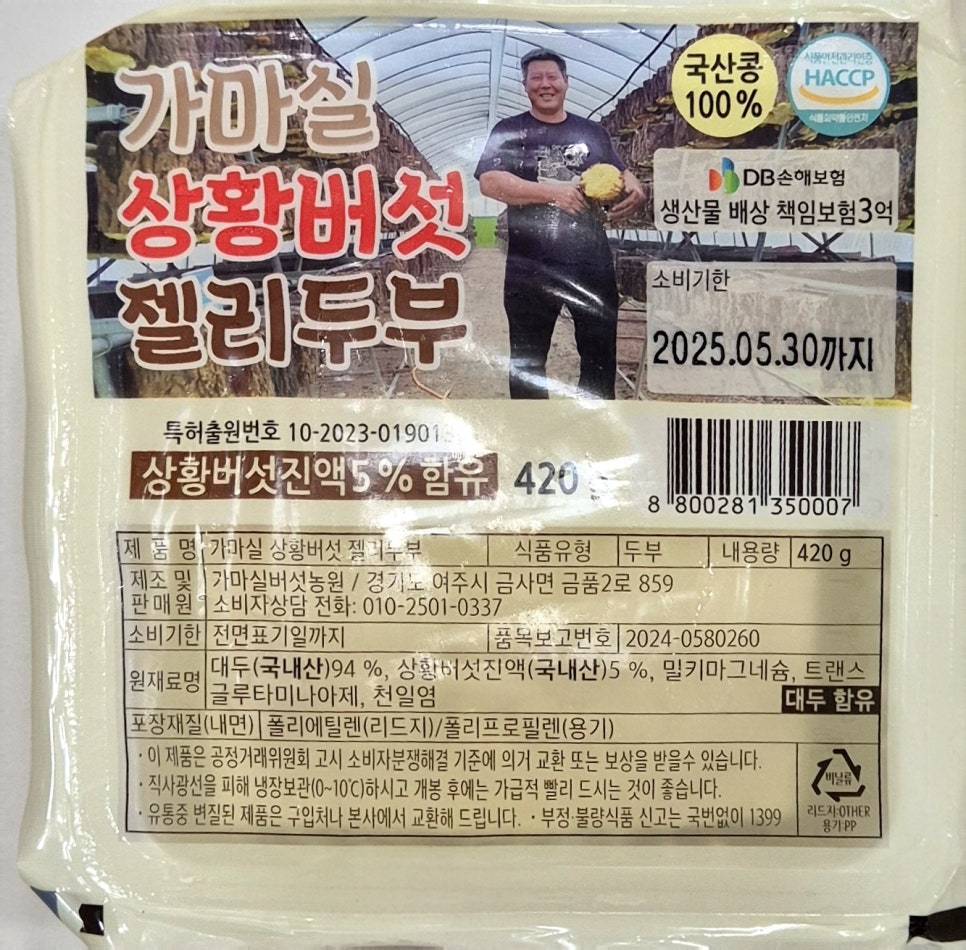 가마실
상황버섯
젤리두부
국산콩
100%
식품안전관리인증
HACCP
식품의약품안전처
DB손해보험
생산물 배상 책임보험3억
소비기한
2025.05.30까지
특허출원번호
상황버섯진액5% 함유 420 g
8 800281 350007
제 품 명 가마실 상황버섯 젤리두부 식품유형 두부 내용량 420 g
제조 및 가마실버섯농원 / 경기도 여주시 금사면 금품2로 859
판매원 소비자상담 전화: 010-2501-0337
소비기한 전면표기일까지 품목보고번호 2024-0580260
원재료명 대두(국내산)94 %, 상황버섯진액(국내산)5 %, 밀키마그네슘, 트랜스
글루타미나아제, 천일염
대두 함유
포장재질(내면) 폴리에틸렌(리드지)/폴리프로필렌(용기)
· 이 제품은 공정거래위원회 고시 소비자분쟁해결 기준에 의거 교환 또는 보상을 받을수 있습니다.
· 직사광선을 피해 냉장보관(0~10℃)하시고 개봉 후에는 가급적 빨리 드시는 것이 좋습니다.
· 유통중 변질된 제품은 구입처나 본사에서 교환해 드립니다. · 부정·불량식품 신고는 국번없이 1399
비닐류
리드지:OTHER
용기:PP